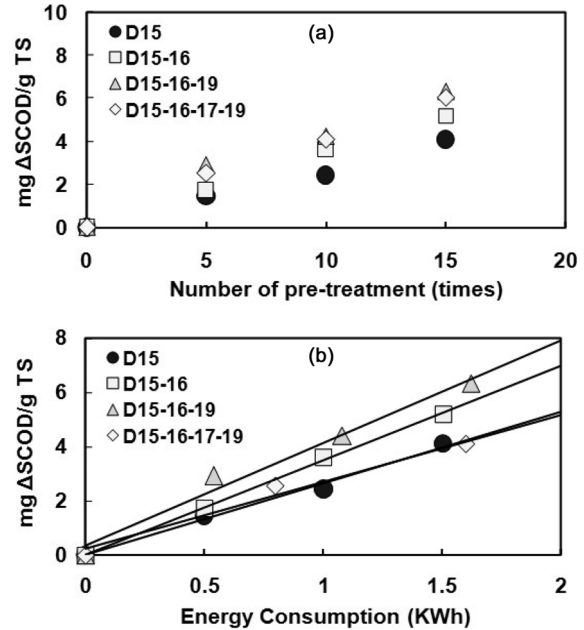 10
8
6
4
2
0
mg ΔSCOD/g TS
(a)
D15
D15-16
D15-16-19
D15-16-17-19
0 5 10 15 20
Number of pre-treatment (times)
8
6
4
2
0
mg ΔSCOD/g TS
(b)
D15
D15-16
D15-16-19
D15-16-17-19
0 0.5 1 1.5 2
Energy Consumption (KWh)